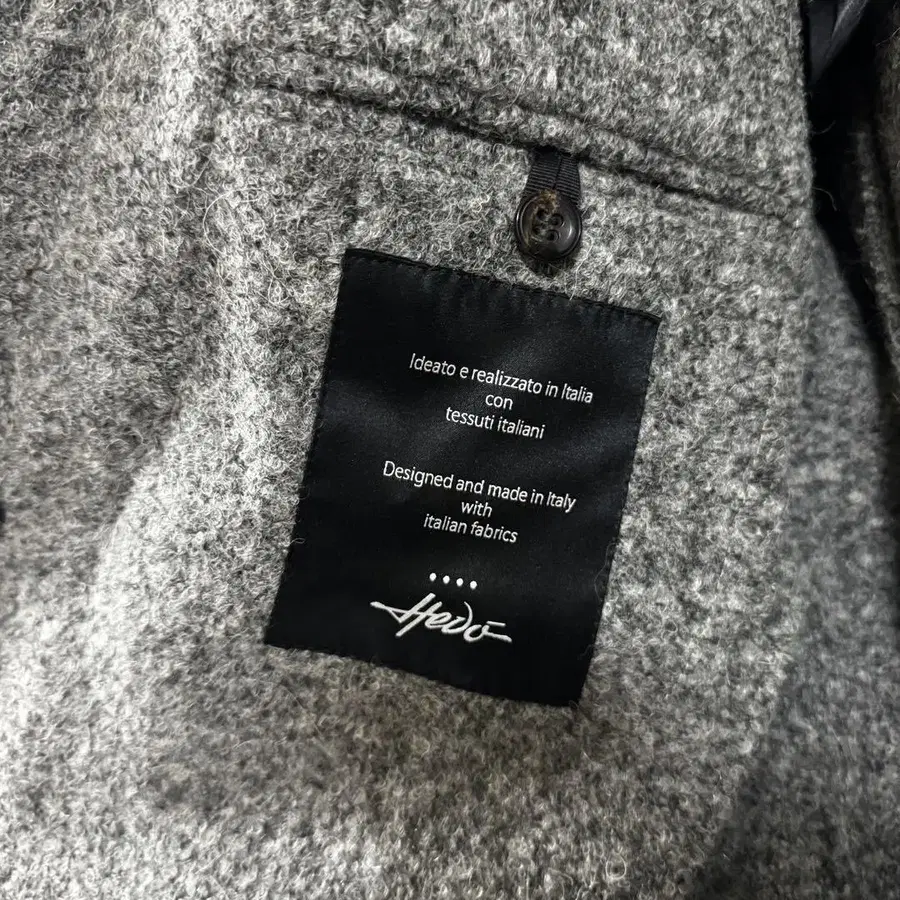 Ideato e realizzato in Italia
con
tessuti italiani
Designed and made in Italy
with
italian fabrics
Hevò